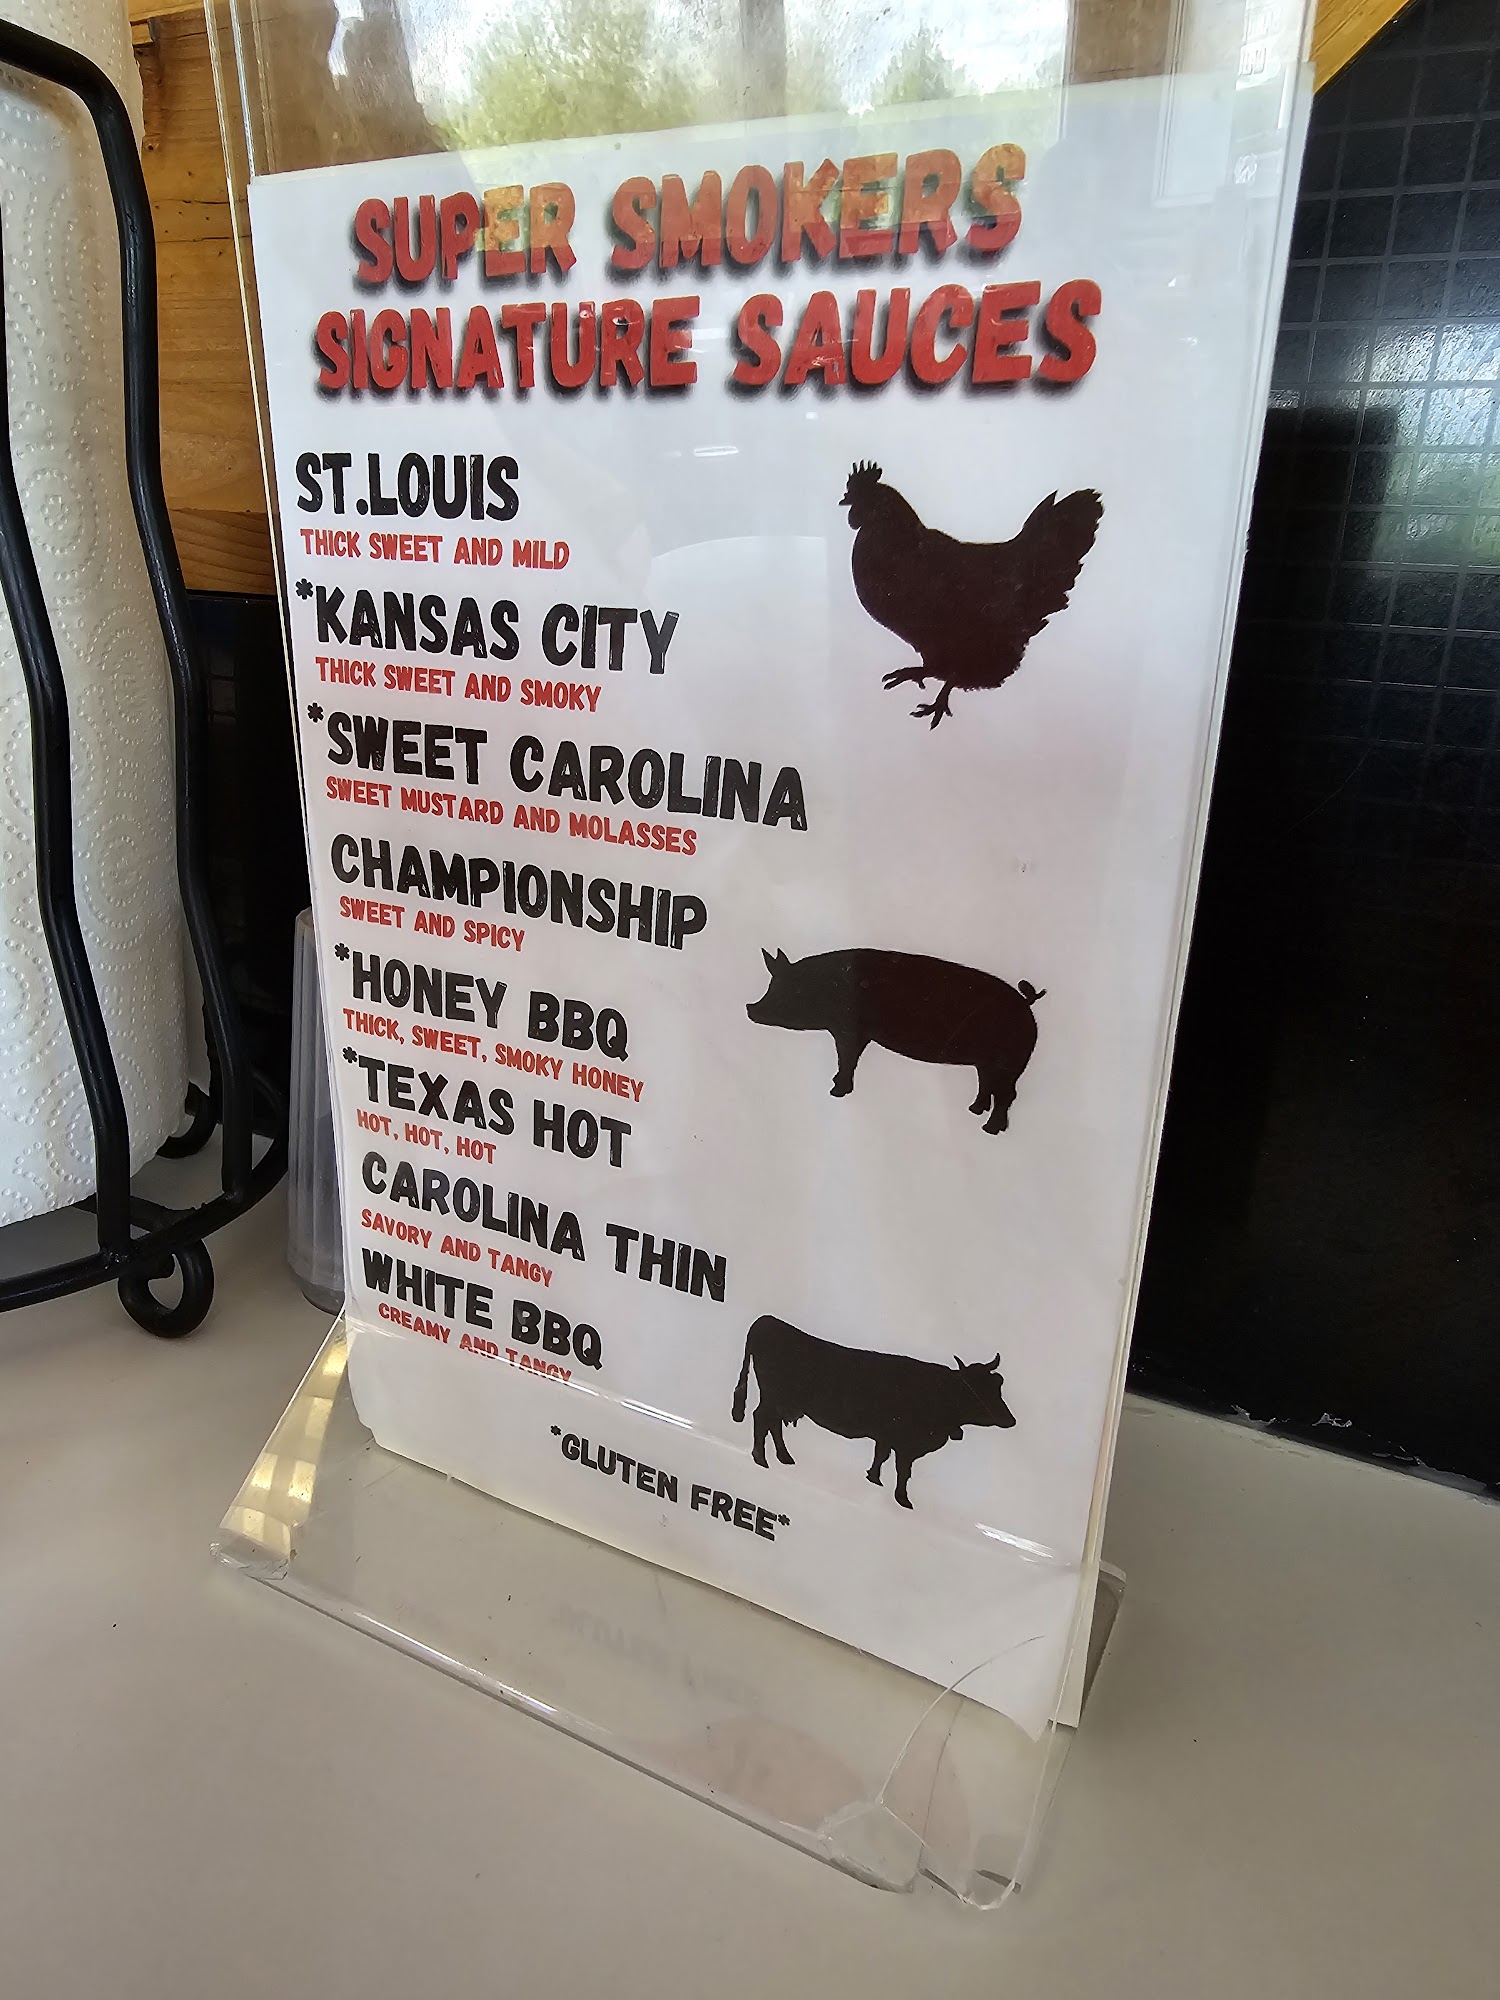 SUPER SMOKERS
SIGNATURE SAUCES
ST.LOUIS
THICK SWEET AND MILD
*KANSAS CITY
THICK SWEET AND SMOKY
*SWEET CAROLINA
SWEET MUSTARD AND MOLASSES
CHAMPIONSHIP
SWEET AND SPICY
*HONEY BBQ
THICK, SWEET, SMOKY HONEY
*TEXAS HOT
HOT, HOT, HOT
CAROLINA THIN
SAVORY AND TANGY
WHITE BBQ
CREAMY AND TANGY
*GLUTEN FREE*